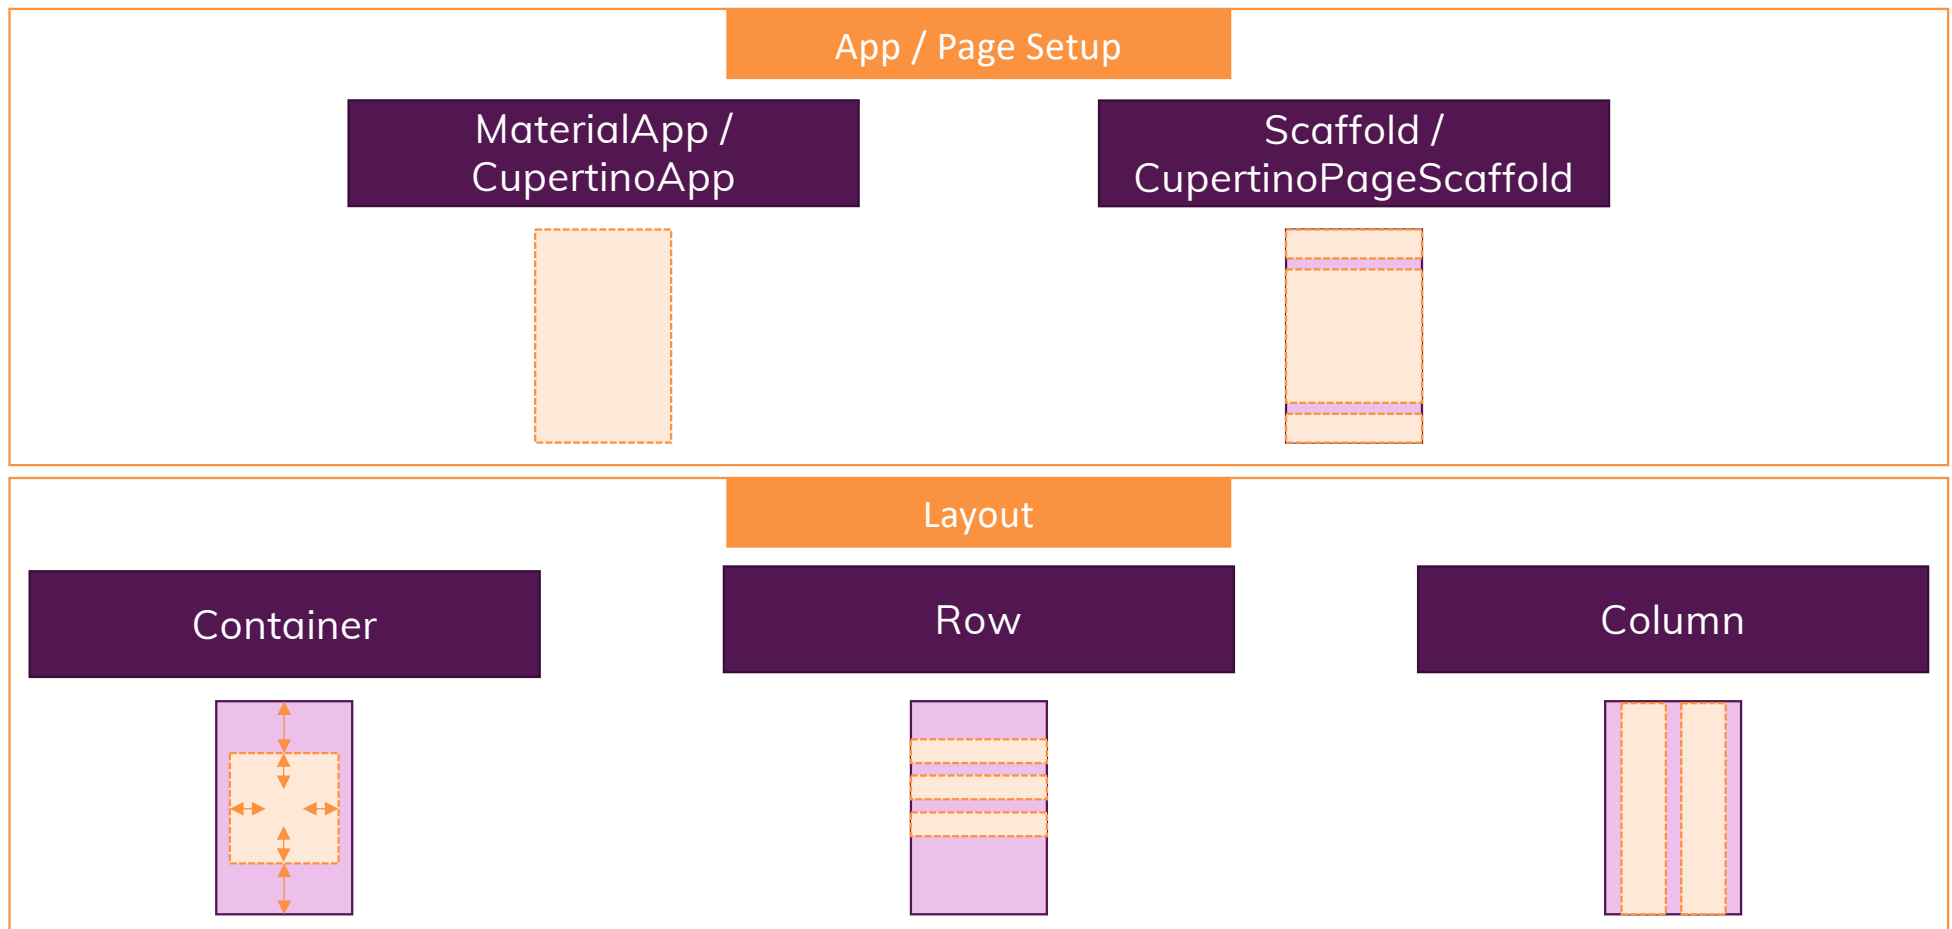 App / Page Setup
MaterialApp /
CupertinoApp
Scaffold /
CupertinoPageScaffold
Layout
Container
Row
Column